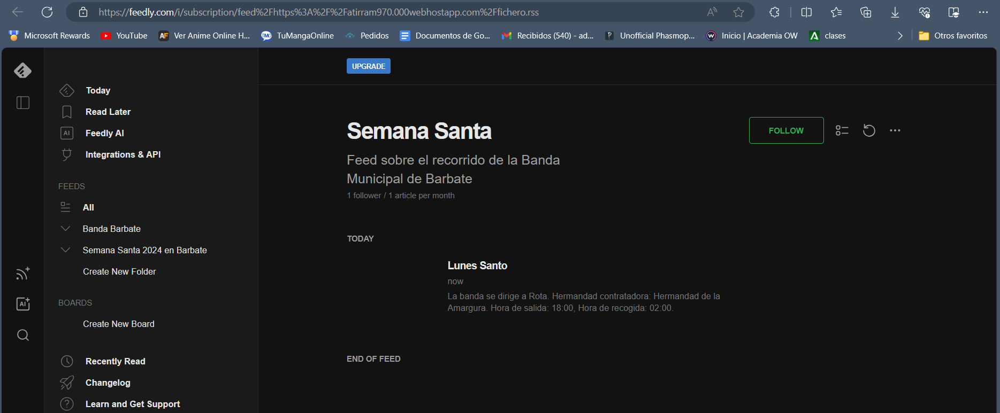 https://feedly.com/i/subscription/feed%2Fhttps%3A%2F%2Fatirram970.000webhostapp.com%2Ffichero.rss
Microsoft Rewards
YouTube
Ver Anime Online H...
TuMangaOnline
Pedidos
Documentos de Go...
Recibidos (540) - ad...
Unofficial Phasmop...
Inicio | Academia OW
clases
Otros favoritos
UPGRADE
Today
Read Later
AI Feedly AI
Integrations & API
FEEDS
All
Banda Barbate
Semana Santa 2024 en Barbate
Create New Folder
BOARDS
AI
Create New Board
Recently Read
Changelog
Learn and Get Support
Semana Santa
FOLLOW
Feed sobre el recorrido de la Banda
Municipal de Barbate
1 follower / 1 article per month
TODAY
Lunes Santo
now
La banda se dirige a Rota. Hermandad contratadora: Hermandad de la
Amargura. Hora de salida: 18:00, Hora de recogida: 02:00.
END OF FEED